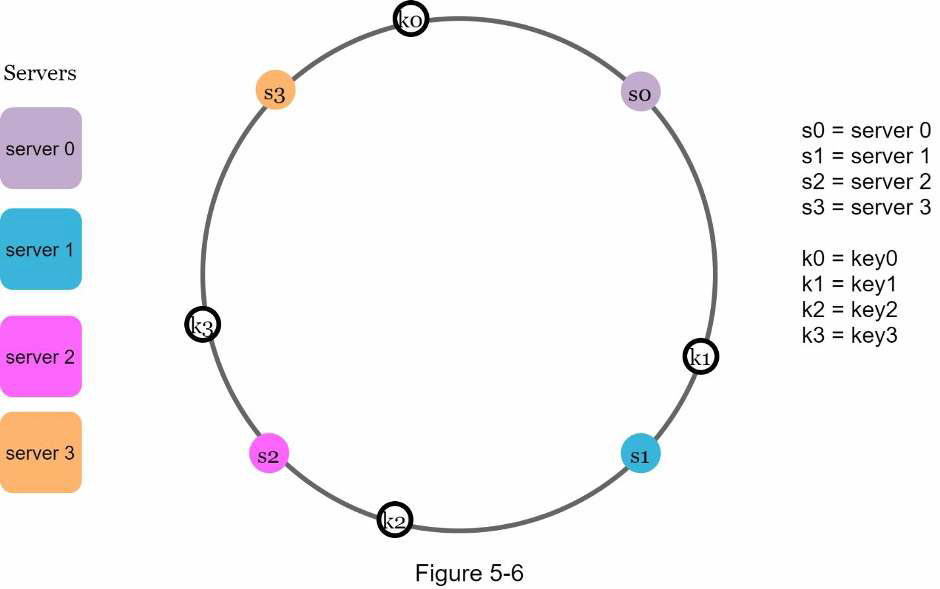 Servers
server 0
server 1
server 2
server 3
k0
s0
k1
s1
k2
s2
k3
s3
s0 = server 0
s1 = server 1
s2 = server 2
s3 = server 3
k0 = key0
k1 = key1
k2 = key2
k3 = key3
Figure 5-6